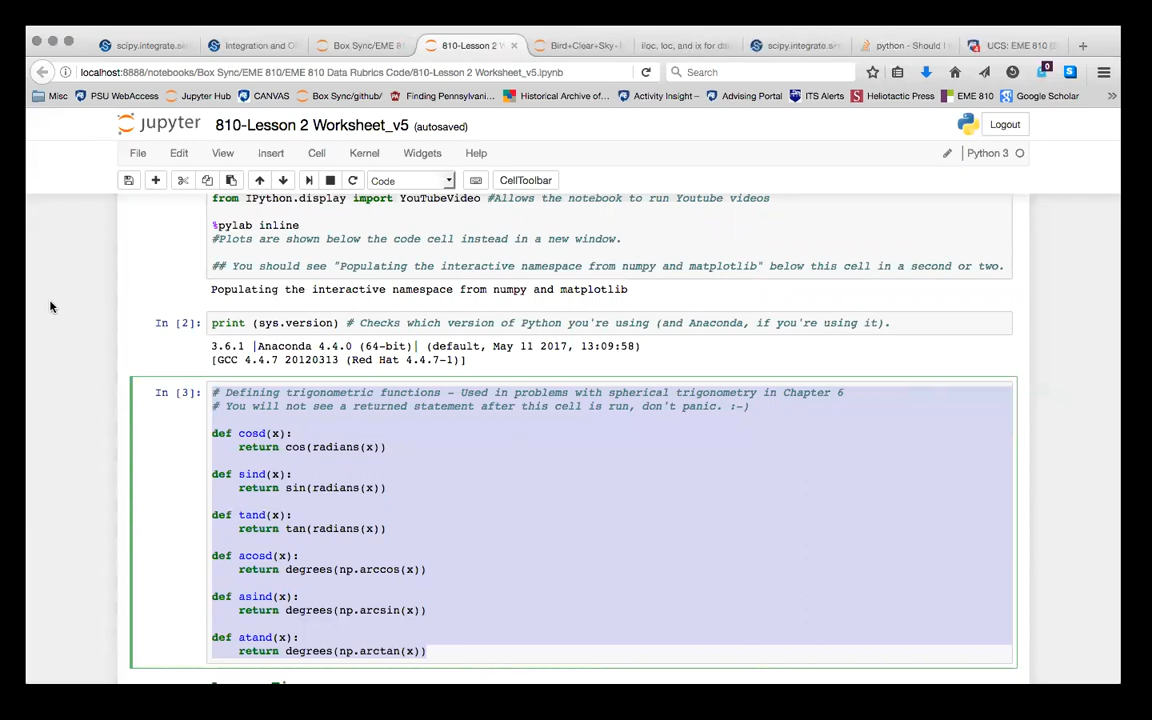 scipy.integrate.si
Integration and O
Box Sync/EME 81
810-Lesson 2 W
Bird+Clear+Sky+
iloc, loc, and ix for da
scipy.integrate.si
python - Should I
UCS: EME 810
localhost:8888/notebooks/Box Sync/EME 810/EME 810 Data Rubrics Code/810-Lesson 2 Worksheet_v5.ipynb
Search
0
Misc
PSU WebAccess
Jupyter Hub
CANVAS
Box Sync/github/
Finding Pennsylvani...
Historical Archive of...
Activity Insight –...
Advising Portal
ITS Alerts
Heliotactic Press
EME 810
Google Scholar
jupyter 810-Lesson 2 Worksheet_v5 (autosaved)
Logout
File Edit View Insert Cell Kernel Widgets Help
Python 3
Code
CellToolbar
from IPython.display import YouTubeVideo #Allows the notebook to run Youtube videos
%pylab inline
#Plots are shown below the code cell instead in a new window.
## You should see "Populating the interactive namespace from numpy and matplotlib" below this cell in a second or two.
Populating the interactive namespace from numpy and matplotlib
In [2]: print (sys.version) # Checks which version of Python you're using (and Anaconda, if you're using it).
3.6.1 |Anaconda 4.4.0 (64-bit)| (default, May 11 2017, 13:09:58)
[GCC 4.4.7 20120313 (Red Hat 4.4.7-1)]
In [3]: # Defining trigonometric functions - Used in problems with spherical trigonometry in Chapter 6
# You will not see a returned statement after this cell is run, don't panic. :-)
def cosd(x):
return cos(radians(x))
def sind(x):
return sin(radians(x))
def tand(x):
return tan(radians(x))
def acosd(x):
return degrees(np.arccos(x))
def asind(x):
return degrees(np.arcsin(x))
def atand(x):
return degrees(np.arctan(x))